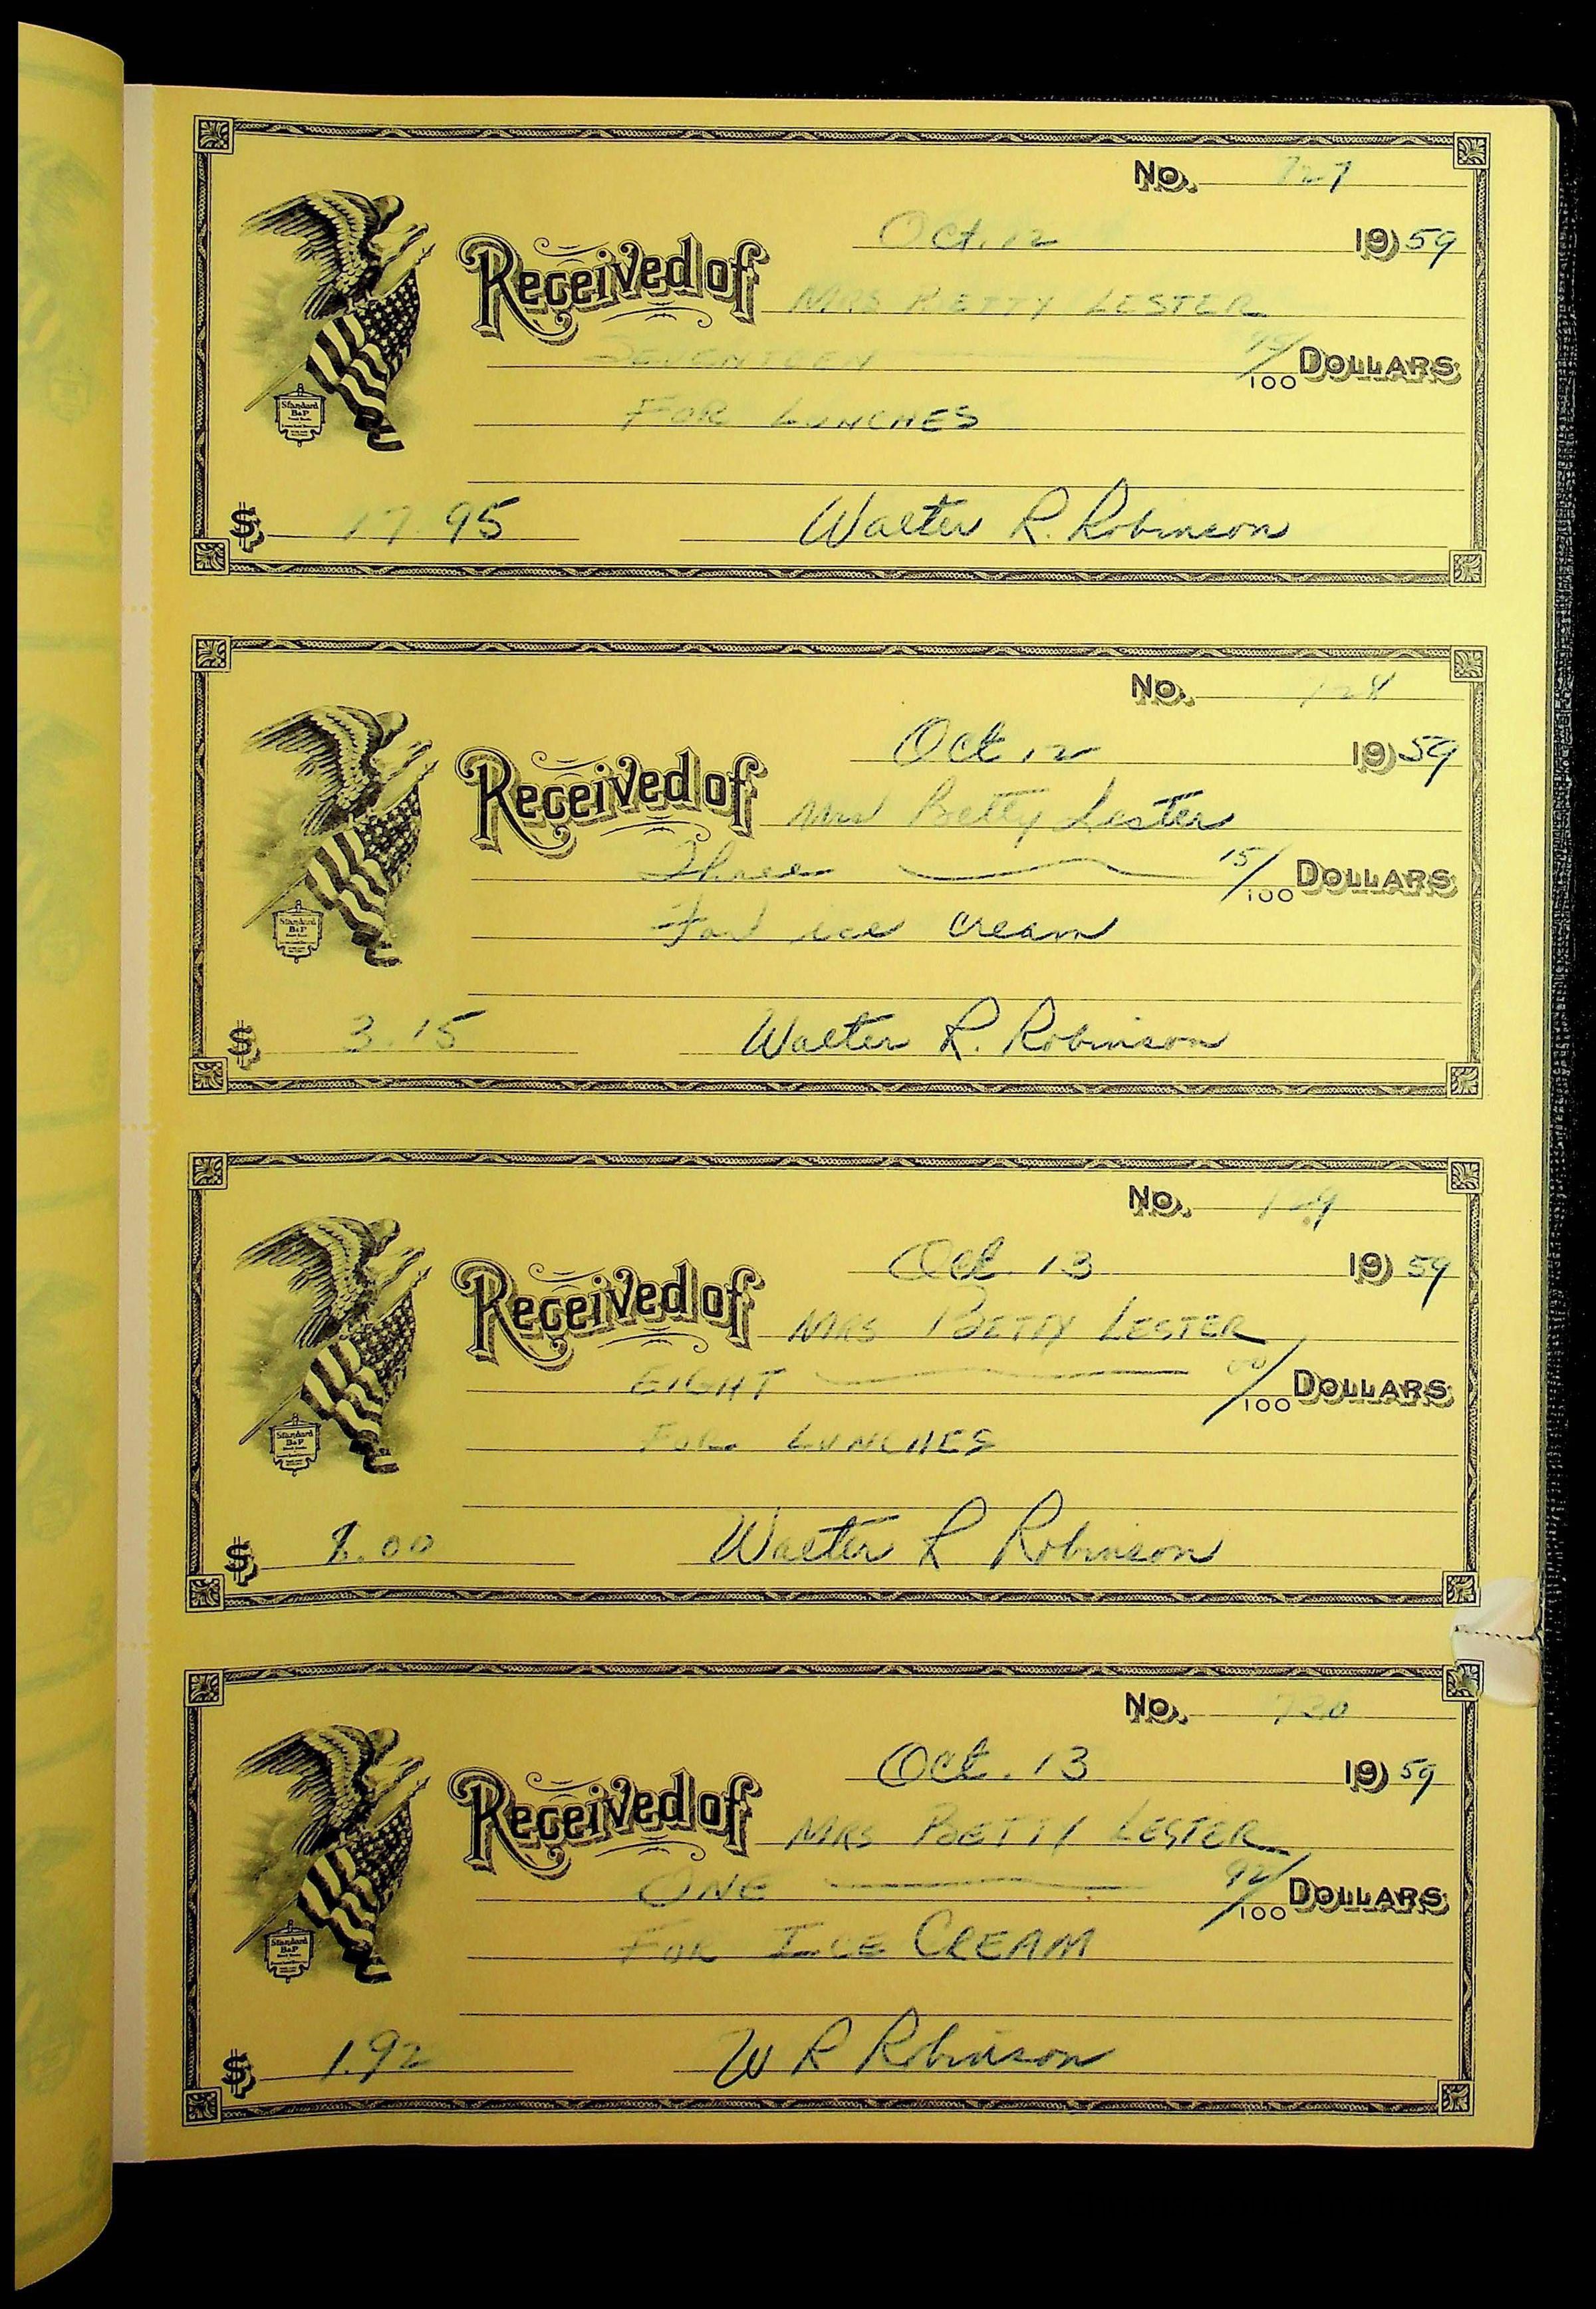 No. 727
Oct. 12 1959
Received of MRS BETTY LESTER
SEVENTEEN 95/100 DOLLARS
FOR LUNCHES
$ 17.95 Walter R. Robinson
Standard
B&P
No. 728
Oct 12 1959
Received of Mrs Betty Lester
Three 15/100 DOLLARS
For ice cream
$ 3.15 Walter R. Robinson
Standard
B&P
No. 729
Oct. 13 1959
Received of MRS BETTY LESTER
EIGHT 00/100 DOLLARS
FOR LUNCHES
$ 8.00 Walter R Robinson
Standard
B&P
No. 730
Oct. 13 1959
Received of MRS BETTY LESTER
ONE 92/100 DOLLARS
FOR ICE CREAM
$ 1.92 W R Robinson
Standard
B&P